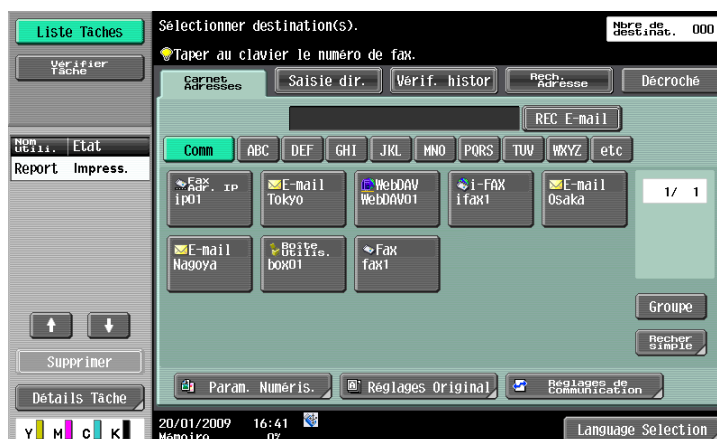 Liste Tâches
Vérifier
Tâche
Nom
Utili.
Etat
Report
Impress.
Supprimer
Détails Tâche
Y
M
C
K
Sélectionner destination(s).
Nbre de
destinat.
000
Taper au clavier le numéro de fax.
Carnet
Adresses
Saisie dir.
Vérif. histor
Rech.
Adresse
Décroché
REC E-mail
Comm
ABC
DEF
GHI
JKL
MNO
PQRS
TUV
WXYZ
etc
Fax
Adr. IP
ip01
E-mail
Tokyo
WebDAV
WebDAV01
i-FAX
ifax1
E-mail
Osaka
1/ 1
E-mail
Nagoya
Boîte
Utilis.
box01
Fax
fax1
Groupe
Recher
simple
Param. Numéris.
Réglages Original
Réglages de
Communication
20/01/2009 16:41
Mémoire 0%
Language Selection